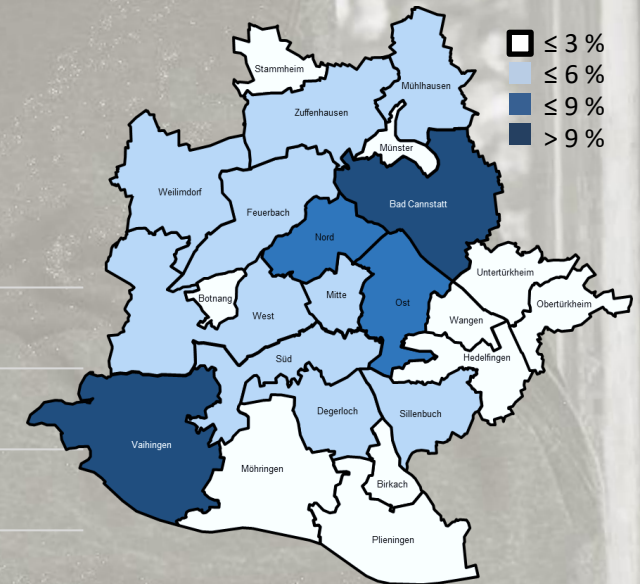 ≤ 3 %
≤ 6 %
≤ 9 %
> 9 %
Stammheim
Mühlhausen
Zuffenhausen
Münster
Weilimdorf
Bad Cannstatt
Feuerbach
Nord
Untertürkheim
Botnang
Mitte
Ost
Obertürkheim
West
Wangen
Süd
Hedelfingen
Degerloch
Sillenbuch
Vaihingen
Möhringen
Birkach
Plieningen